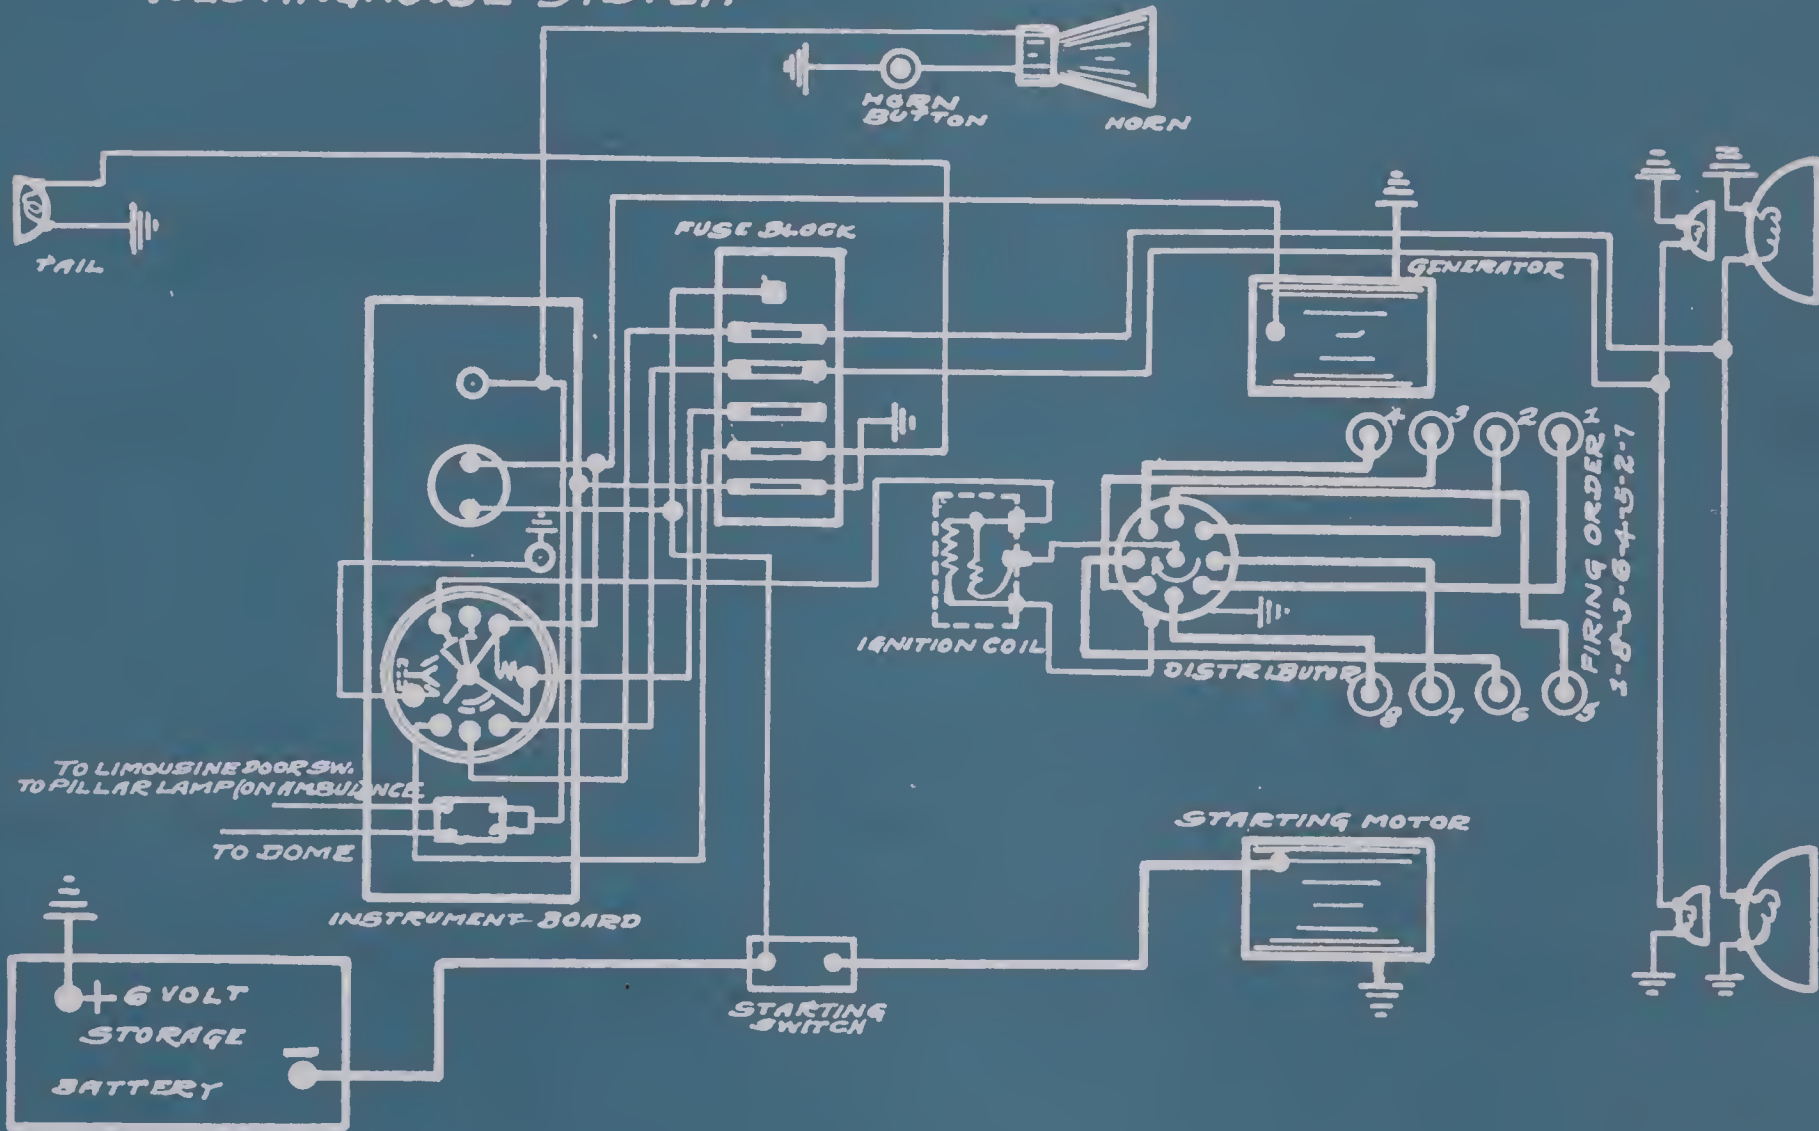 WESTINGHOUSE SYSTEM
HORN
BUTTON
HORN
TAIL
FUSE BLOCK
GENERATOR
4 3 2 1
FIRING ORDER
1-8-3-6-4-5-2-7
IGNITION COIL
DISTRIBUTOR
8 7 6 5
TO LIMOUSINE DOOR SW.
TO PILLAR LAMP (ON AMBULANCE
TO DOME
INSTRUMENT-BOARD
STARTING MOTOR
+ 6 VOLT
STORAGE
BATTERY
-
STARTING
SWITCH